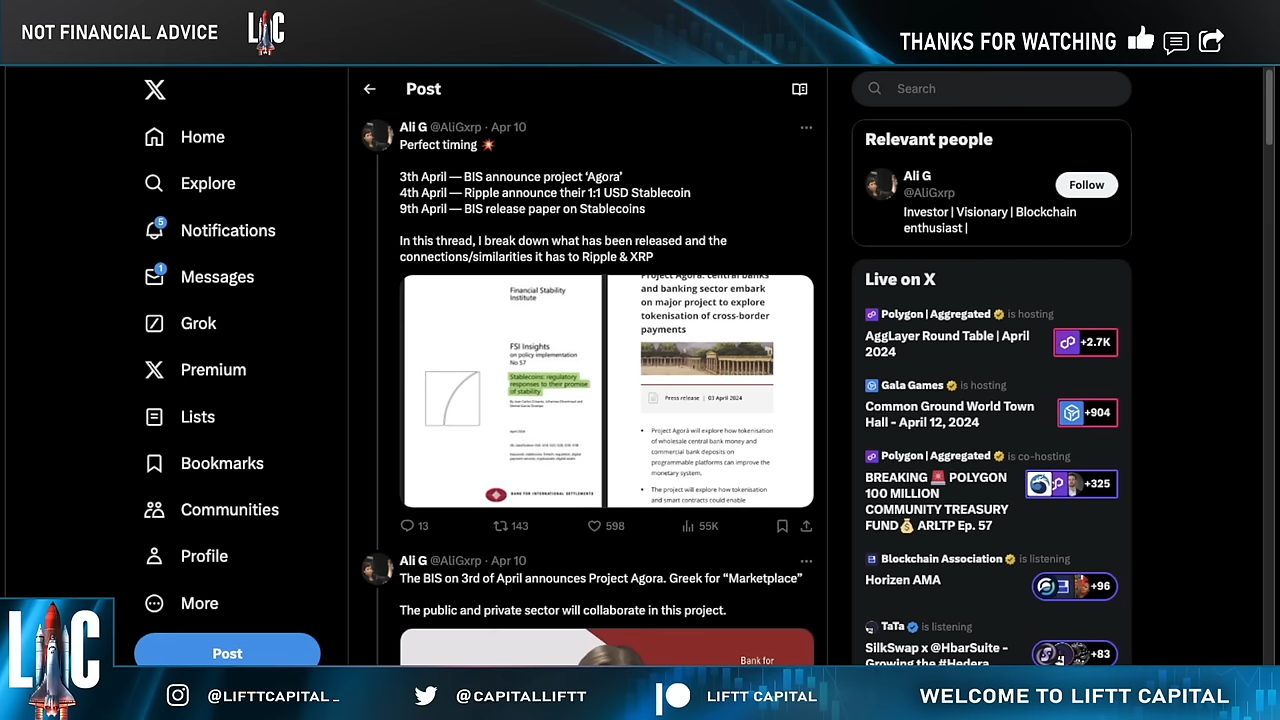 NOT FINANCIAL ADVICE
LC
THANKS FOR WATCHING
X
Home
Explore
5
Notifications
1
Messages
Grok
Premium
Lists
Bookmarks
Communities
Profile
More
Post
Post
Ali G @AliGxrp · Apr 10
Perfect timing 💥
3th April — BIS announce project ‘Agora’
4th April — Ripple announce their 1:1 USD Stablecoin
9th April — BIS release paper on Stablecoins
In this thread, I break down what has been released and the
connections/similarities it has to Ripple & XRP
Financial Stability
Institute
FSI Insights
on policy implementation
No 57
Stablecoins: regulatory
responses to their promise
of stability
April 2024
BANK FOR INTERNATIONAL SETTLEMENTS
Project Agorá: central banks
and banking sector embark
on major project to explore
tokenisation of cross-border
payments
Press release | 03 April 2024
• Project Agorá will explore how tokenisation
of wholesale central bank money and
commercial bank deposits on
programmable platforms can improve the
monetary system.
• The project will explore how tokenisation
and smart contracts could enable
13
143
598
55K
Ali G @AliGxrp · Apr 10
The BIS on 3rd of April announces Project Agora. Greek for “Marketplace”
The public and private sector will collaborate in this project.
Bank for
Search
Relevant people
Ali G
@AliGxrp
Follow
Investor | Visionary | Blockchain
enthusiast |
Live on X
Polygon | Aggregated is hosting
AggLayer Round Table | April
2024
+2.7K
Gala Games is hosting
Common Ground World Town
Hall - April 12, 2024
+904
Polygon | Aggregated is co-hosting
BREAKING 🚨 POLYGON
100 MILLION
COMMUNITY TREASURY
FUND💰 ARLTP Ep. 57
+325
Blockchain Association is listening
Horizen AMA
+96
TaTa is listening
SilkSwap x @HbarSuite -
Growing the #Hedera
+83
LC
@LIFTTCAPITAL_
@CAPITALLIFTT
LIFTT CAPITAL
WELCOME TO LIFTT CAPITAL